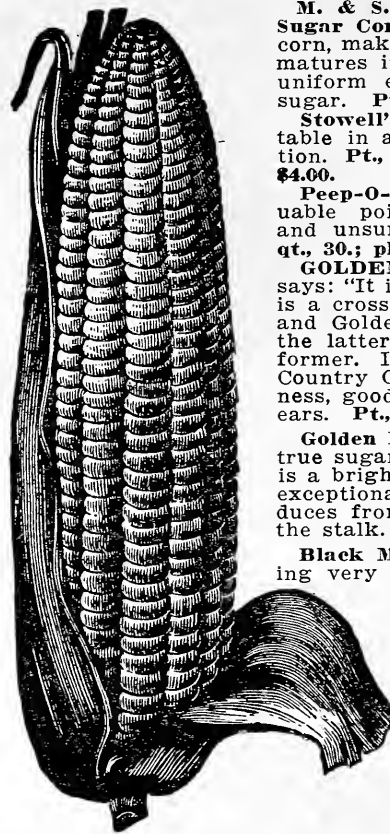 M. & S.
Sugar Cor
corn, mak
matures i
uniform e
sugar. P
Stowell'
table in a
tion. Pt.,
$4.00.
Peep-O-
uable poi
and unsu
qt., 30.; pl
GOLDEN
says: "It i
is a cross
and Golde
the latter
former. I
Country G
ness, good
ears. Pt.,
Golden
true sugar
is a brigh
exceptiona
duces from
the stalk.
Black M
ing very